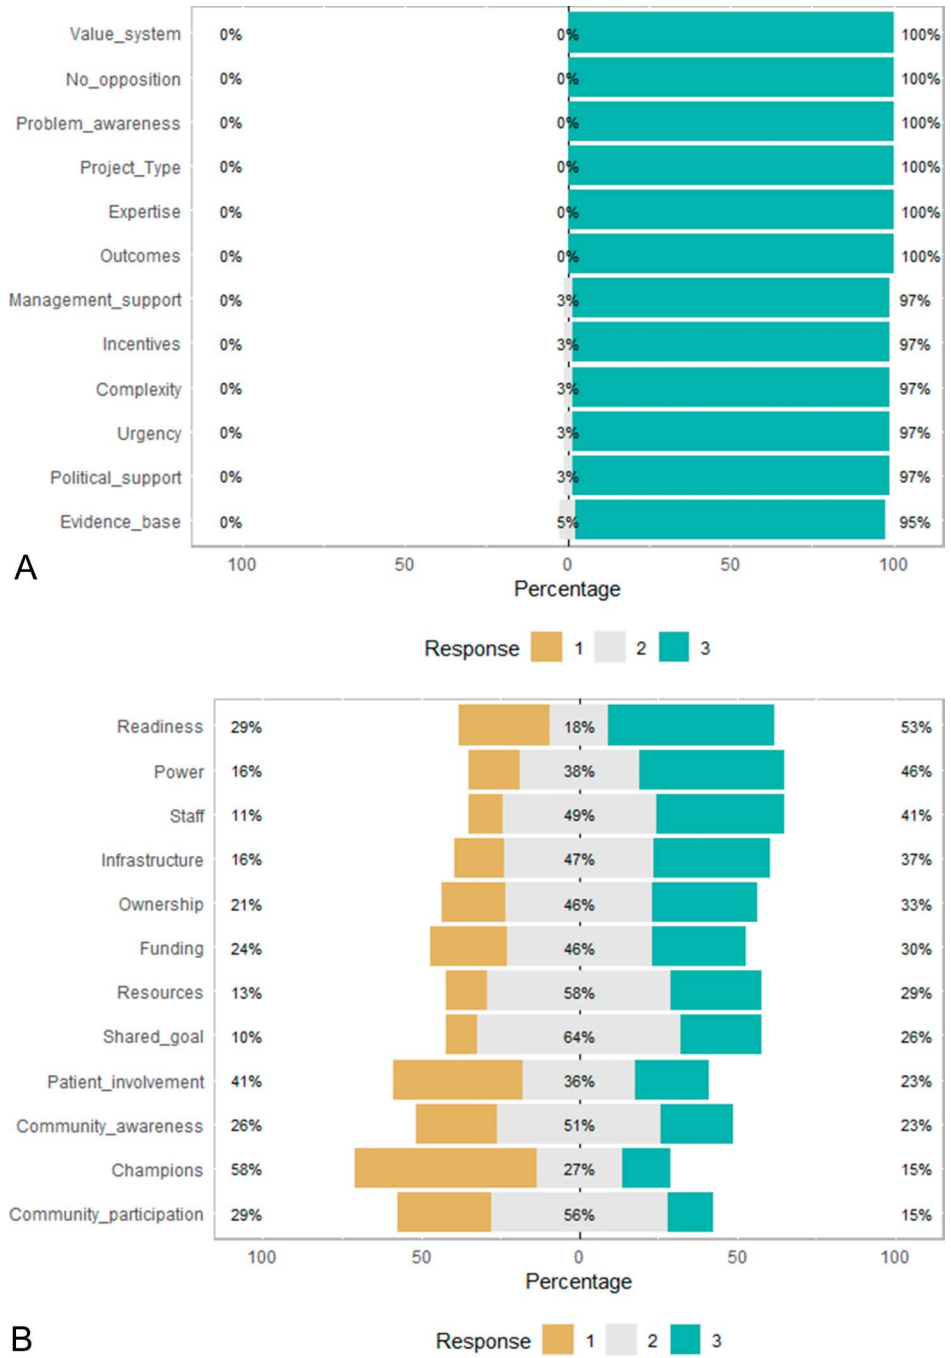 Value_system 0% 0% 100%
No_opposition 0% 0% 100%
Problem_awareness 0% 0% 100%
Project_Type 0% 0% 100%
Expertise 0% 0% 100%
Outcomes 0% 0% 100%
Management_support 0% 3% 97%
Incentives 0% 3% 97%
Complexity 0% 3% 97%
Urgency 0% 3% 97%
Political_support 0% 3% 97%
Evidence_base 0% 5% 95%
A
100 50 0 50 100
Percentage
Response 1 2 3
Readiness 29% 18% 53%
Power 16% 38% 46%
Staff 11% 49% 41%
Infrastructure 16% 47% 37%
Ownership 21% 46% 33%
Funding 24% 46% 30%
Resources 13% 58% 29%
Shared_goal 10% 64% 26%
Patient_involvement 41% 36% 23%
Community_awareness 26% 51% 23%
Champions 58% 27% 15%
Community_participation 29% 56% 15%
100 50 0 50 100
Percentage
B
Response 1 2 3